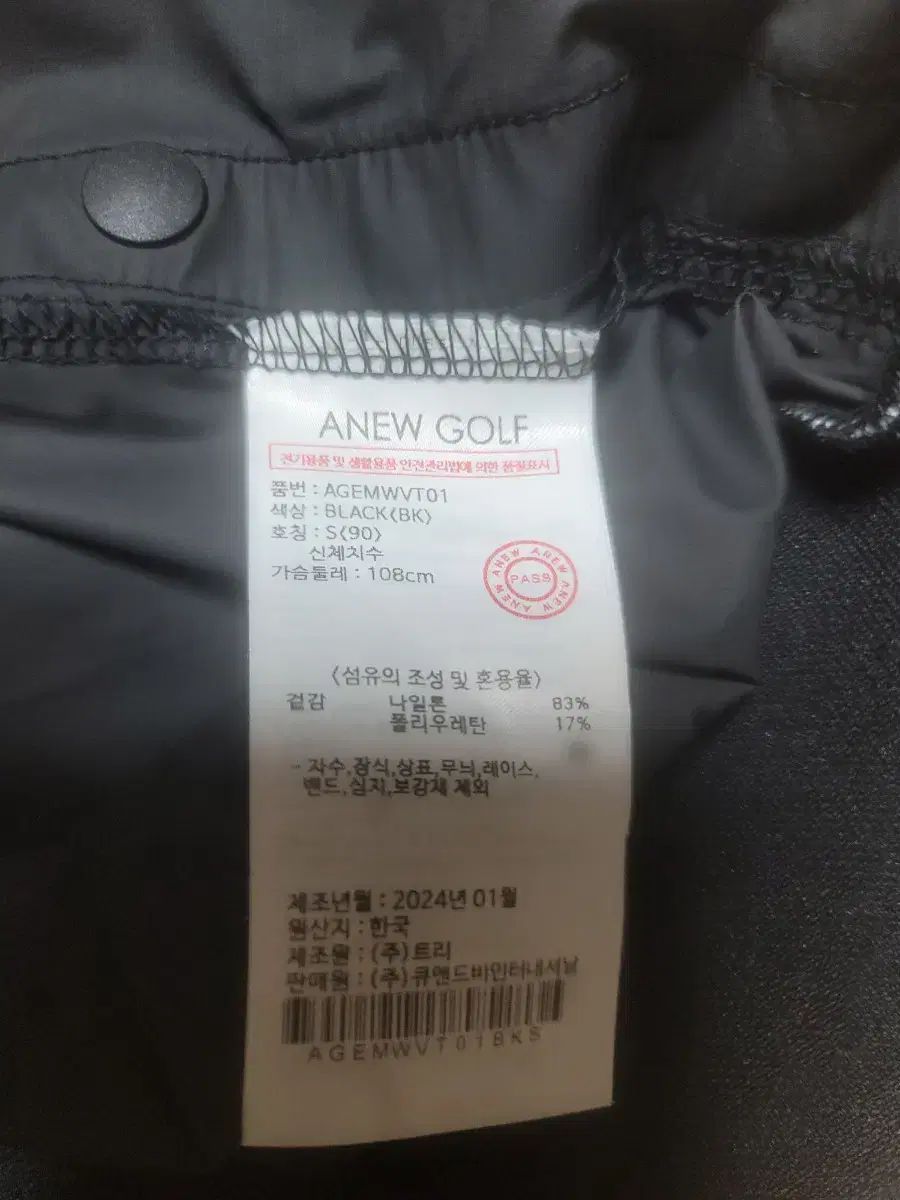 ANEW GOLF
전기용품 및 생활용품 안전관리법에 의한 품질표시
품번 : AGEMWVT01
색상 : BLACK(BK)
호칭 : S(90)
신체치수
가슴둘레 : 108cm
ANEW ANEW ANEW ANEW
PASS
<섬유의 조성 및 혼용율>
겉감 나일론 83%
폴리우레탄 17%
- 자수,장식,상표,무늬,레이스,
밴드,심지,보강재 제외
제조년월 : 2024년 01월
원산지 : 한국
제조원 : (주)트리
판매원 : (주)큐앤드비인터내셔날
AGEMWVT01BKS